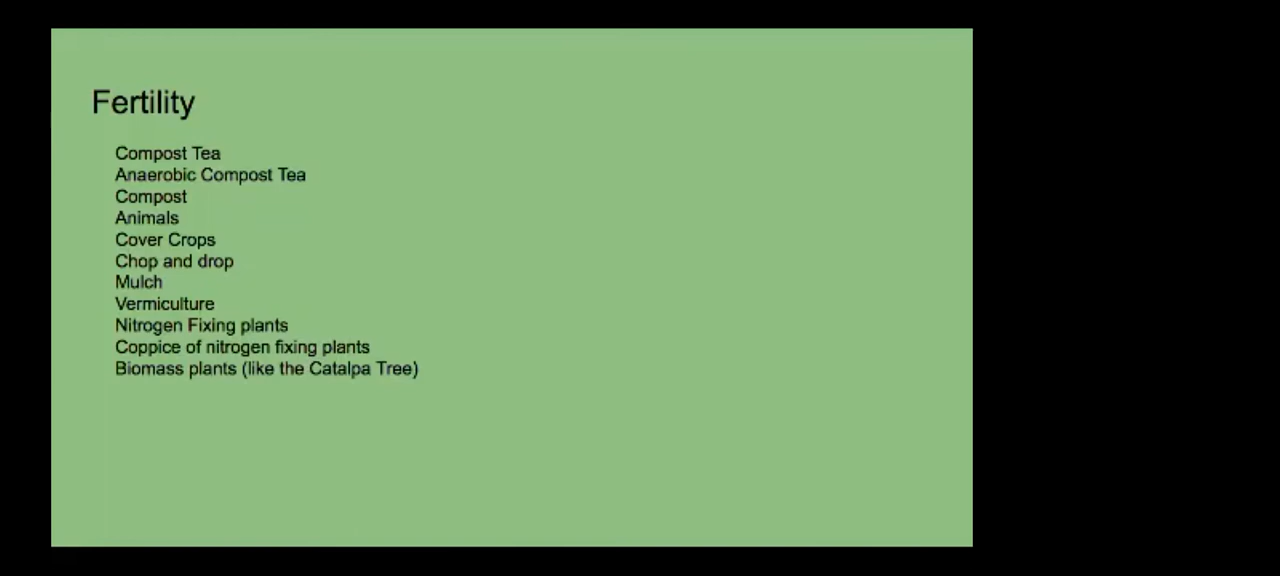 Fertility
Compost Tea
Anaerobic Compost Tea
Compost
Animals
Cover Crops
Chop and drop
Mulch
Vermiculture
Nitrogen Fixing plants
Coppice of nitrogen fixing plants
Biomass plants (like the Catalpa Tree)